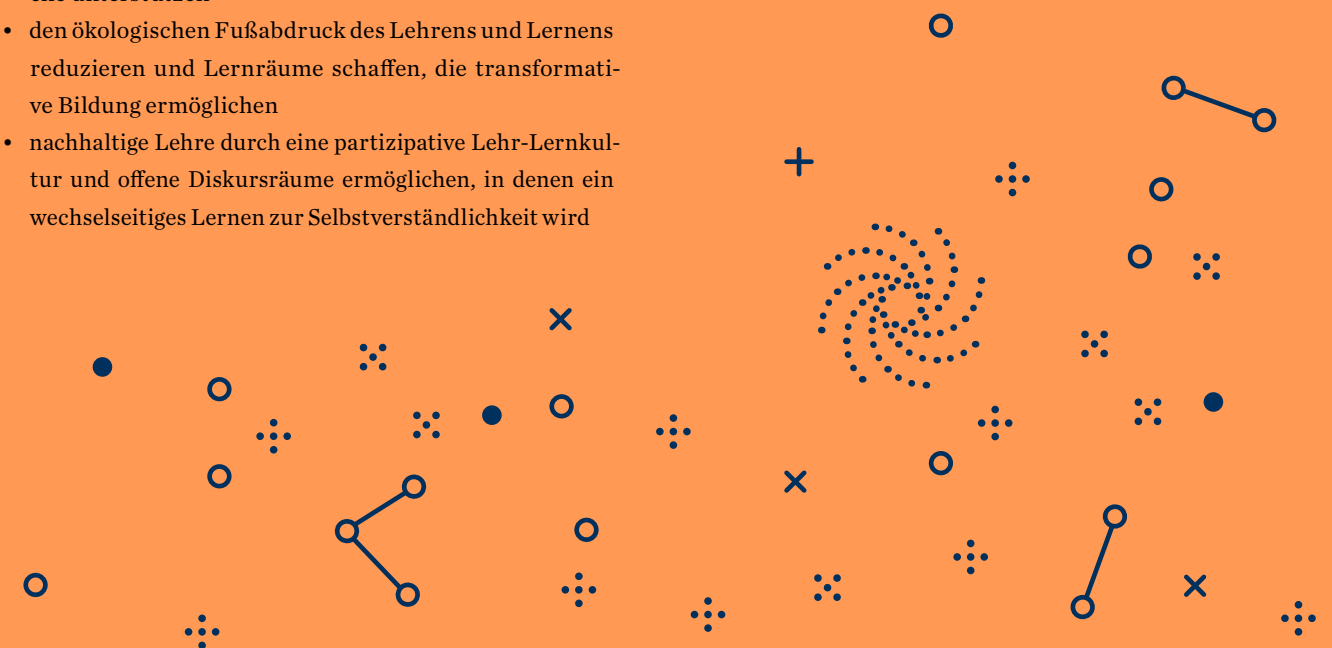 • den ökologischen Fußabdruck des Lehrens und Lernens
reduzieren und Lernräume schaffen, die transformati-
ve Bildung ermöglichen
• nachhaltige Lehre durch eine partizipative Lehr-Lernkul-
tur und offene Diskursräume ermöglichen, in denen ein
wechselseitiges Lernen zur Selbstverständlichkeit wird